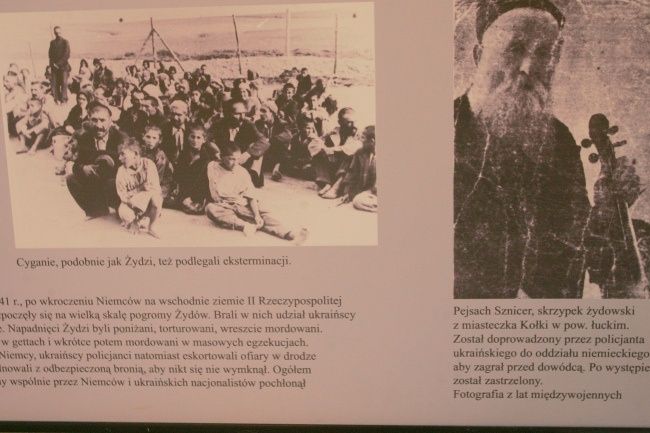 Cyganie, podobnie jak Żydzi, też podlegali eksterminacji.
41 r., po wkroczeniu Niemców na wschodnie ziemie II Rzeczypospolitej
poczęły się na wielką skalę pogromy Żydów. Brali w nich udział ukraińscy
e. Napadnięci Żydzi byli poniżani, torturowani, wreszcie mordowani.
w gettach i wkrótce potem mordowani w masowych egzekucjach.
Niemcy, ukraińscy policjanci natomiast eskortowali ofiary w drodze
lnowali z odbezpieczoną bronią, aby nikt się nie wymknął. Ogółem
ny wspólnie przez Niemców i ukraińskich nacjonalistów pochłonął
Pejsach Sznicer, skrzypek żydowski
z miasteczka Kołki w pow. łuckim.
Został doprowadzony przez policjanta
ukraińskiego do oddziału niemieckiego
aby zagrał przed dowódcą. Po występie
został zastrzelony.
Fotografia z lat międzywojennych